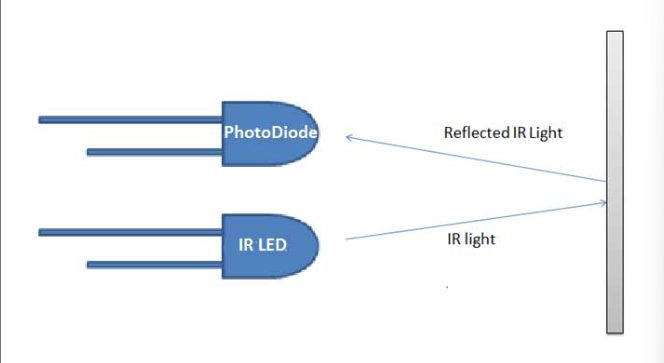 PhotoDiode
Reflected IR Light
IR LED
IR light